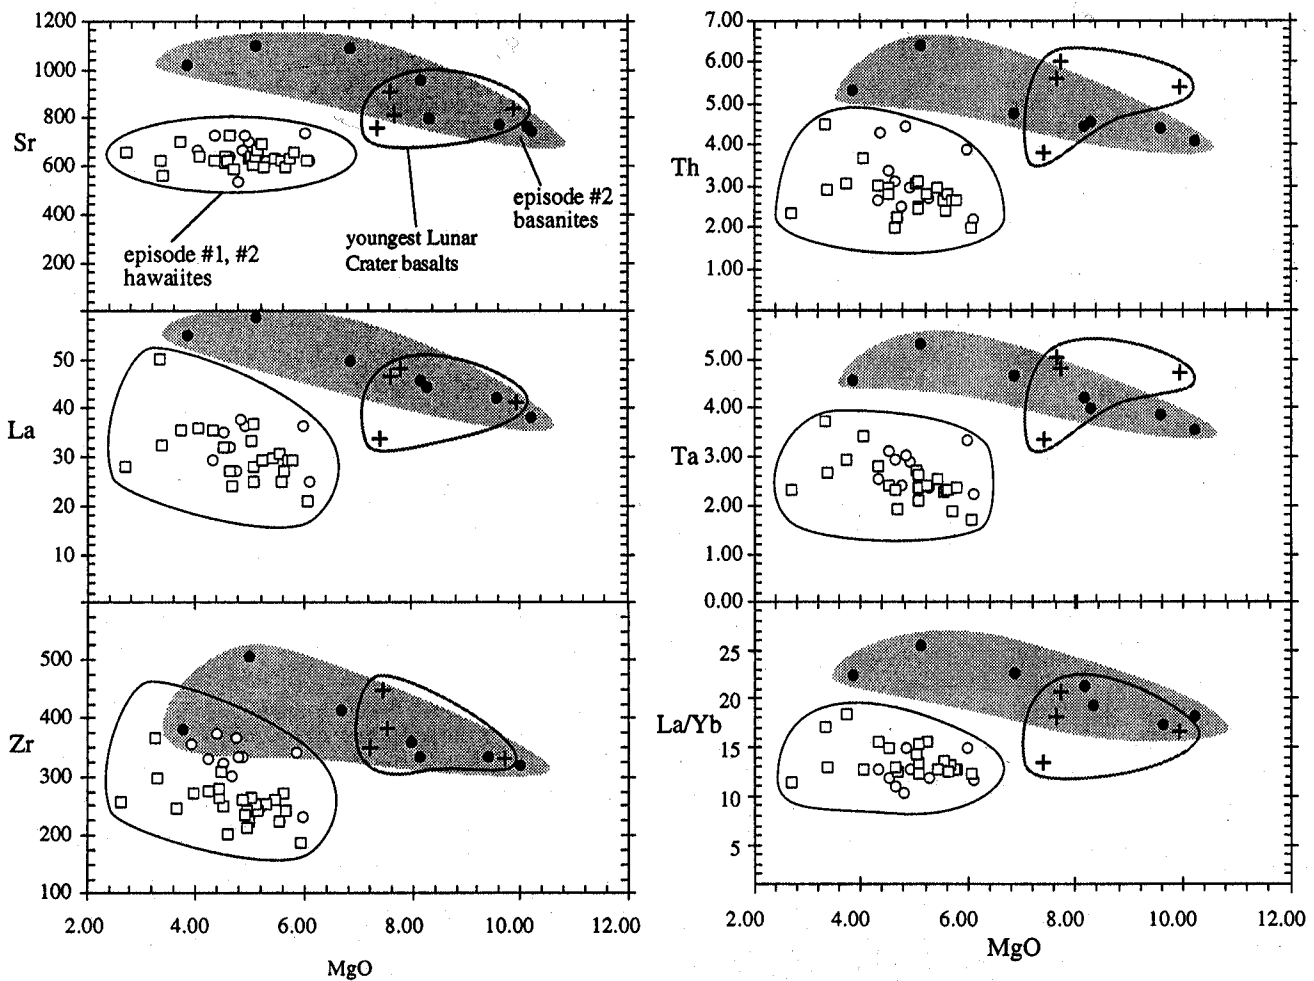 1200
1000
800
600
400
200
Sr
episode #1, #2
hawaiites
youngest Lunar
Crater basalts
episode #2
basanites
50
40
30
20
10
La
500
400
300
200
100
Zr
2.00 4.00 6.00 8.00 10.00 12.00
MgO
7.00
6.00
5.00
4.00
3.00
2.00
1.00
Th
5.00
4.00
3.00
2.00
1.00
0.00
Ta
25
20
15
10
5
La/Yb
2.00 4.00 6.00 8.00 10.00 12.00
MgO